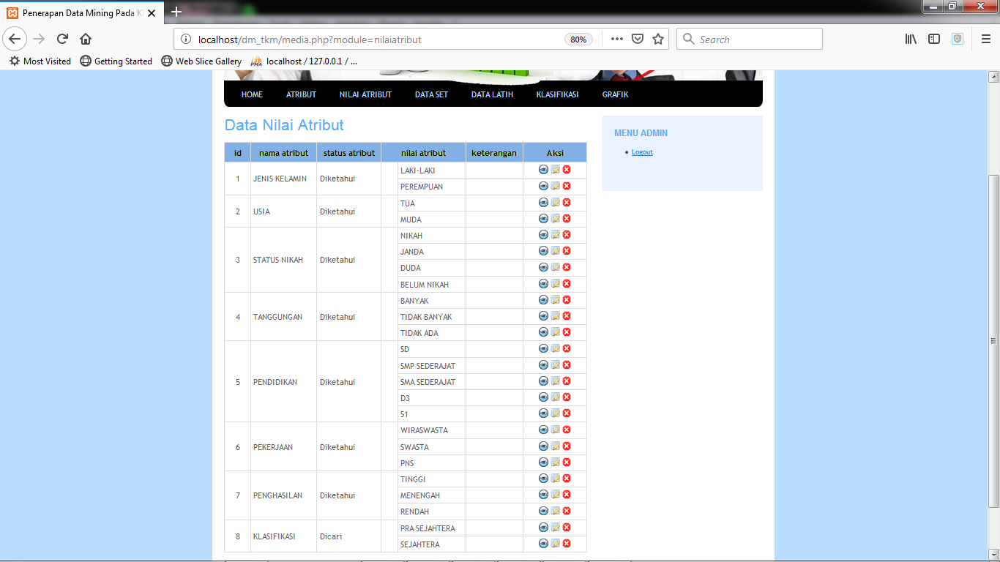 Penerapan Data Mining Pada Kl
localhost/dm_tkm/media.php?module=nilaiatribut
80%
Search
Most Visited
Getting Started
Web Slice Gallery
PMA
localhost / 127.0.0.1 / ...
HOME ATRIBUT NILAI ATRIBUT DATA SET DATA LATIH KLASIFIKASI GRAFIK
Data Nilai Atribut
MENU ADMIN
Logout
id nama atribut status atribut nilai atribut keterangan Aksi
1 JENIS KELAMIN Diketahui LAKI-LAKI
PEREMPUAN
2 USIA Diketahui TUA
MUDA
3 STATUS NIKAH Diketahui NIKAH
JANDA
DUDA
BELUM NIKAH
4 TANGGUNGAN Diketahui BANYAK
TIDAK BANYAK
TIDAK ADA
5 PENDIDIKAN Diketahui SD
SMP SEDERAJAT
SMA SEDERAJAT
D3
S1
6 PEKERJAAN Diketahui WIRASWASTA
SWASTA
PNS
7 PENGHASILAN Diketahui TINGGI
MENENGAH
RENDAH
8 KLASIFIKASI Dicari PRA SEJAHTERA
SEJAHTERA